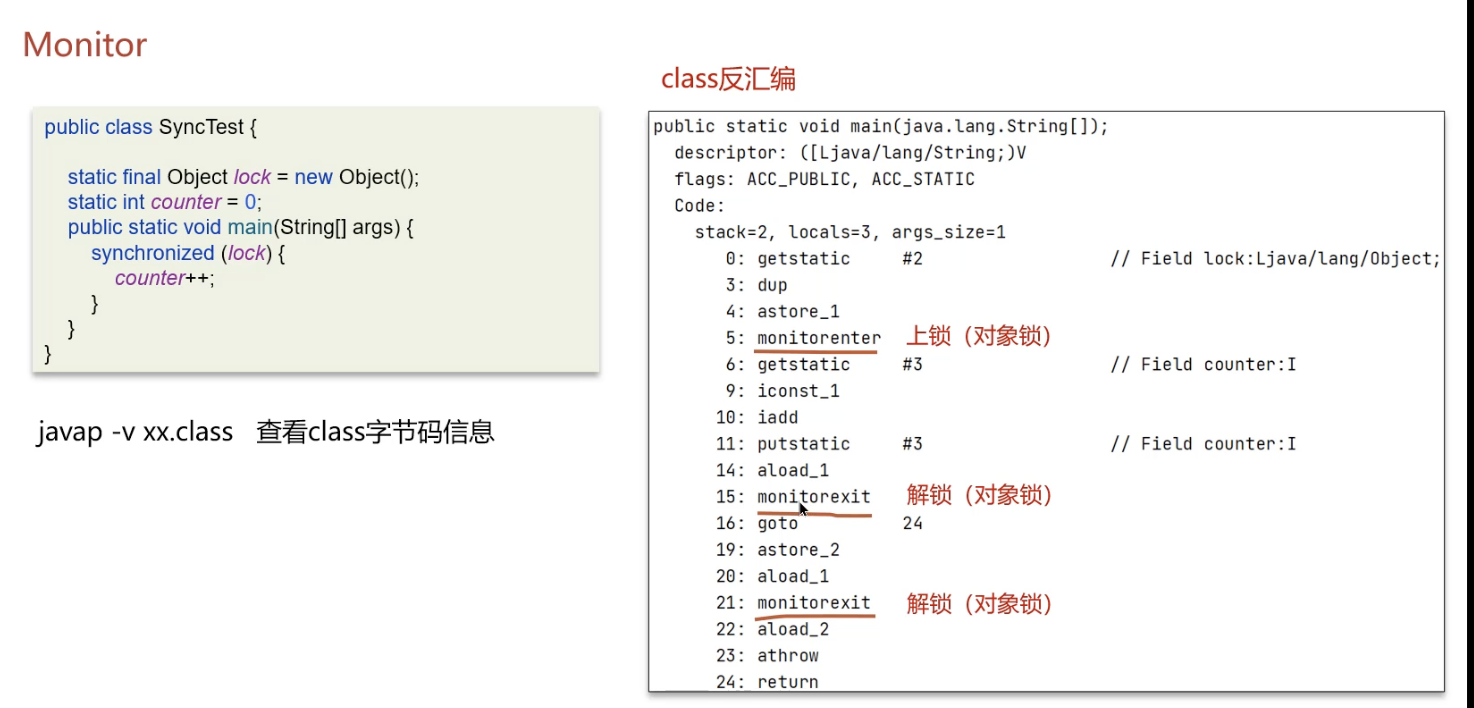 Monitor
public class SyncTest {
static final Object lock = new Object();
static int counter = 0;
public static void main(String[] args) {
synchronized (lock) {
counter++;
}
}
}
javap -v xx.class 查看class字节码信息
class反汇编
public static void main(java.lang.String[]);
descriptor: ([Ljava/lang/String;)V
flags: ACC_PUBLIC, ACC_STATIC
Code:
stack=2, locals=3, args_size=1
0: getstatic #2 // Field lock:Ljava/lang/Object;
3: dup
4: astore_1
5: monitorenter 上锁（对象锁）
6: getstatic #3 // Field counter:I
9: iconst_1
10: iadd
11: putstatic #3 // Field counter:I
14: aload_1
15: monitorexit 解锁（对象锁）
16: goto 24
19: astore_2
20: aload_1
21: monitorexit 解锁（对象锁）
22: aload_2
23: athrow
24: return